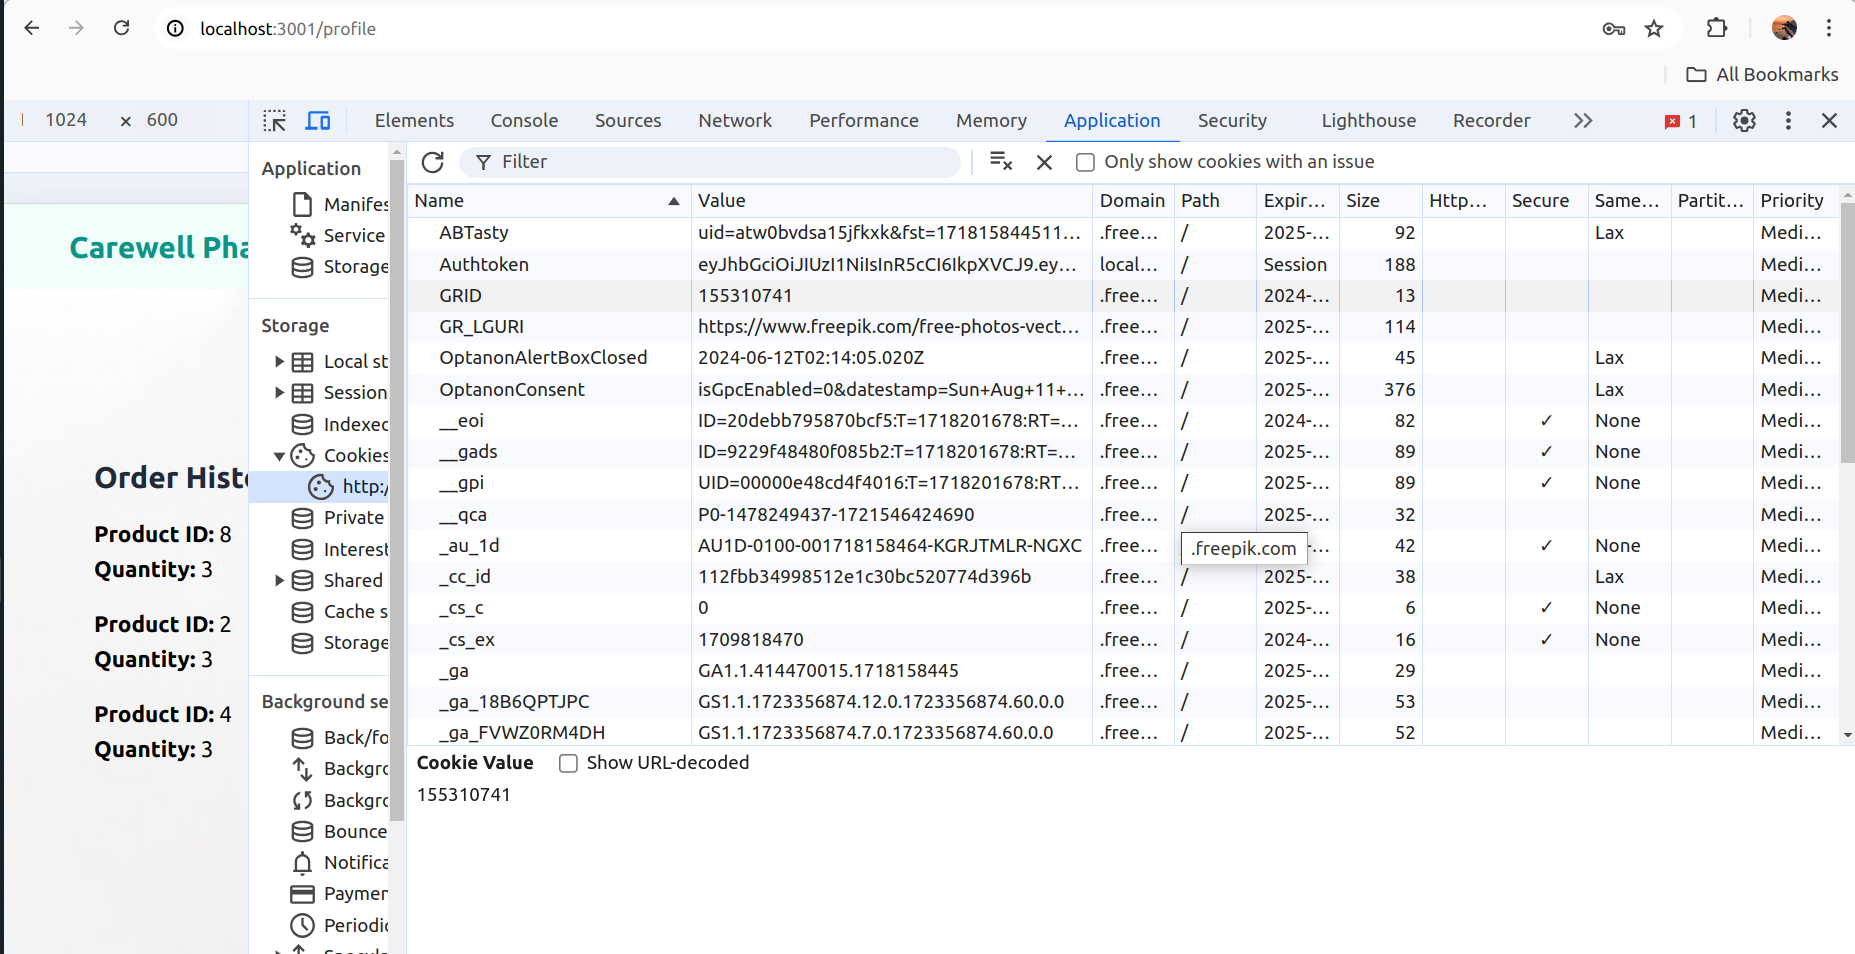 localhost:3001/profile
All Bookmarks
1024 × 600
Elements Console Sources Network Performance Memory Application Security Lighthouse Recorder 1
Carewell Pha
Order Histo
Product ID: 8
Quantity: 3
Product ID: 2
Quantity: 3
Product ID: 4
Quantity: 3
Application
Manifes
Service
Storage
Storage
Local st
Session
Indexed
Cookies
http:/
Private
Interest
Shared
Cache s
Storage
Background se
Back/fo
Backgro
Backgro
Bounce
Notifica
Paymen
Periodic
Filter Only show cookies with an issue
Name Value Domain Path Expir... Size Http... Secure Same... Partit... Priority
ABTasty uid=atw0bvdsa15jfkxk&fst=171815844511... .free... / 2025-... 92 Lax Medi...
Authtoken eyJhbGciOiJIUzI1NiIsInR5cCI6IkpXVCJ9.ey... local... / Session 188 Medi...
GRID 155310741 .free... / 2024-... 13 Medi...
GR_LGURI https://www.freepik.com/free-photos-vect... .free... / 2025-... 114 Medi...
OptanonAlertBoxClosed 2024-06-12T02:14:05.020Z .free... / 2025-... 45 Lax Medi...
OptanonConsent isGpcEnabled=0&datestamp=Sun+Aug+11+... .free... / 2025-... 376 Lax Medi...
__eoi ID=20debb795870bcf5:T=1718201678:RT=... .free... / 2024-... 82 ✓ None Medi...
__gads ID=9229f48480f085b2:T=1718201678:RT=... .free... / 2025-... 89 ✓ None Medi...
__gpi UID=00000e48cd4f4016:T=1718201678:RT... .free... / 2025-... 89 ✓ None Medi...
__qca P0-1478249437-1721546424690 .free... / 2025-... 32 Medi...
_au_1d AU1D-0100-001718158464-KGRJTMLR-NGXC .free... .freepik.com -... 42 ✓ None Medi...
_cc_id 112fbb34998512e1c30bc520774d396b .free... / 2025-... 38 Lax Medi...
_cs_c 0 .free... / 2025-... 6 ✓ None Medi...
_cs_ex 1709818470 .free... / 2024-... 16 ✓ None Medi...
_ga GA1.1.414470015.1718158445 .free... / 2025-... 29 Medi...
_ga_18B6QPTJPC GS1.1.1723356874.12.0.1723356874.60.0.0 .free... / 2025-... 53 Medi...
_ga_FVWZ0RM4DH GS1.1.1723356874.7.0.1723356874.60.0.0 .free... / 2025-... 52 Medi...
Cookie Value Show URL-decoded
155310741